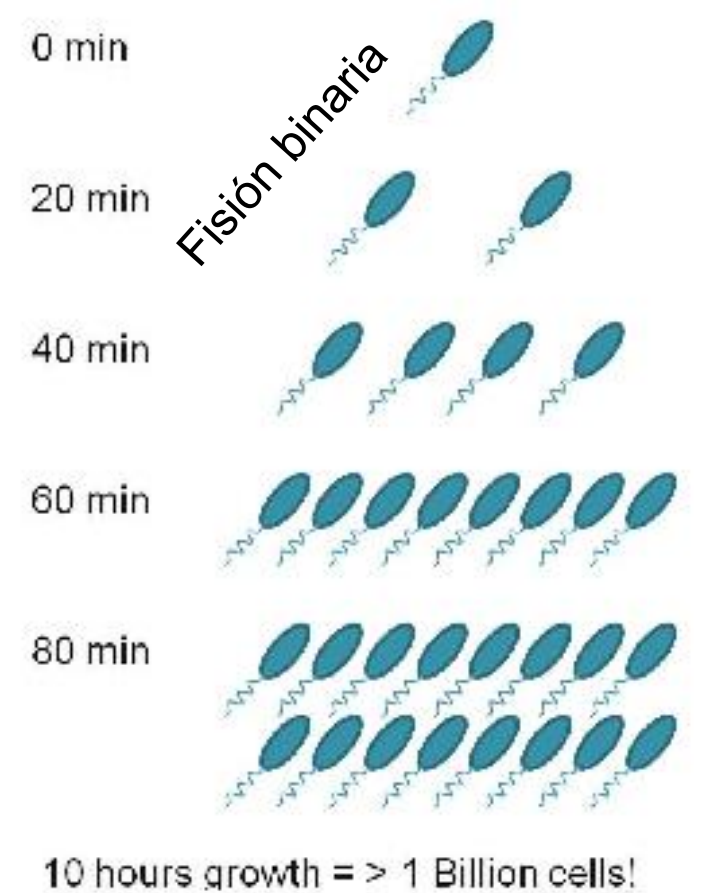 0 min
Fisión binaria
20 min
40 min
60 min
80 min
10 hours growth = > 1 Billion cells!